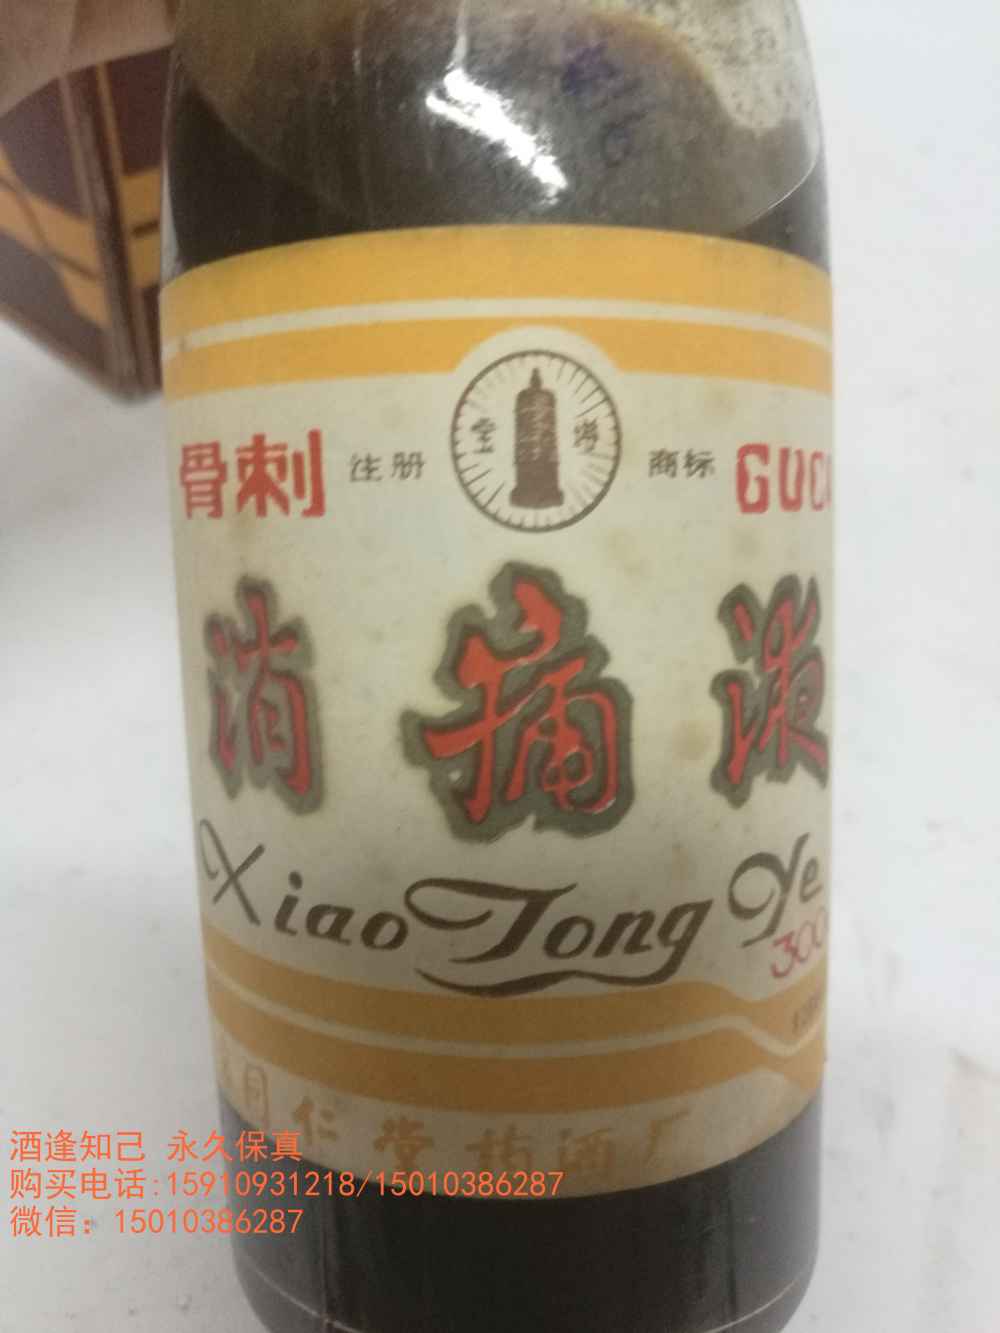 骨刺 注册 商标 GUC
消痛液
Xiao Tong Ye
300
同仁堂药酒厂
酒逢知己 永久保真
购买电话:15910931218/15010386287
微信：15010386287